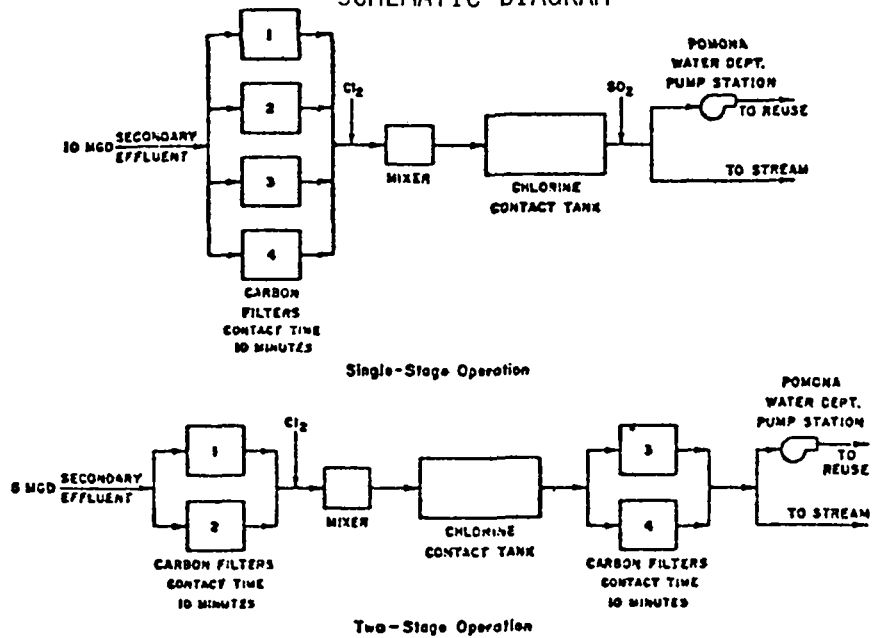 SCHEMATIC DIAGRAM
1
2
3
4
10 MGD SECONDARY
EFFLUENT
CARBON
FILTERS
CONTACT TIME
10 MINUTES
Cl2
MIXER
CHLORINE
CONTACT TANK
SO2
POMONA
WATER DEPT.
PUMP STATION
TO REUSE
TO STREAM
Single-Stage Operation
5 MGD SECONDARY
EFFLUENT
1
2
CARBON FILTERS
CONTACT TIME
10 MINUTES
Cl2
MIXER
CHLORINE
CONTACT TANK
3
4
CARBON FILTERS
CONTACT TIME
10 MINUTES
POMONA
WATER DEPT.
PUMP STATION
TO
REUSE
TO STREAM
Two-Stage Operation